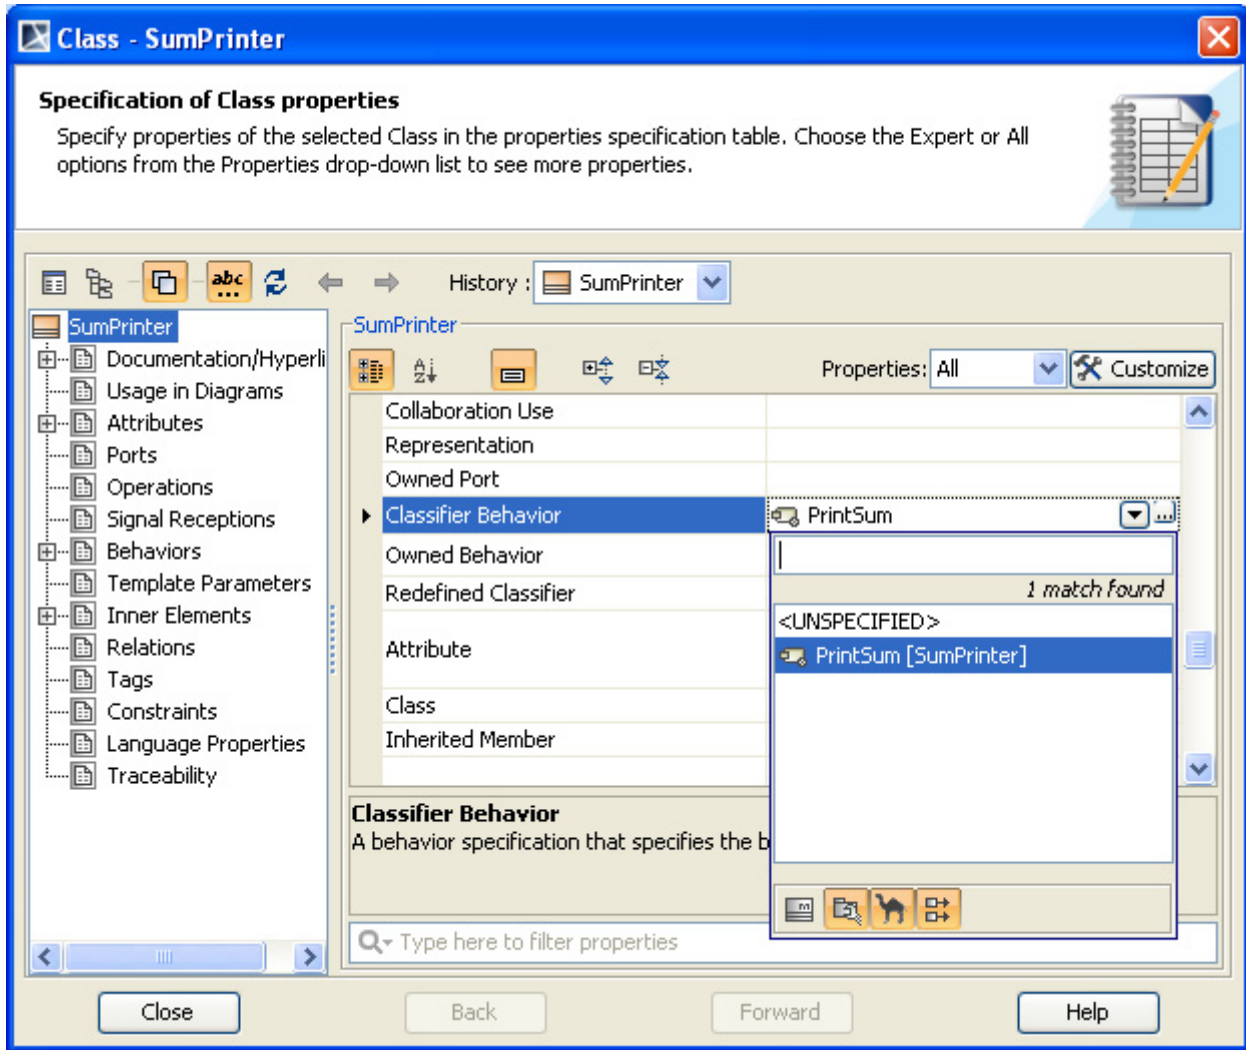 Class - SumPrinter
Specification of Class properties
Specify properties of the selected Class in the properties specification table. Choose the Expert or All
options from the Properties drop-down list to see more properties.
abc
History :
SumPrinter
SumPrinter
Documentation/Hyperli
Usage in Diagrams
Attributes
Ports
Operations
Signal Receptions
Behaviors
Template Parameters
Inner Elements
Relations
Tags
Constraints
Language Properties
Traceability
SumPrinter
Properties: All
Customize
Collaboration Use
Representation
Owned Port
Classifier Behavior
PrintSum
...
Owned Behavior
Redefined Classifier
Attribute
Class
Inherited Member
1 match found
<UNSPECIFIED>
PrintSum [SumPrinter]
Classifier Behavior
A behavior specification that specifies the b
Type here to filter properties
Close
Back
Forward
Help